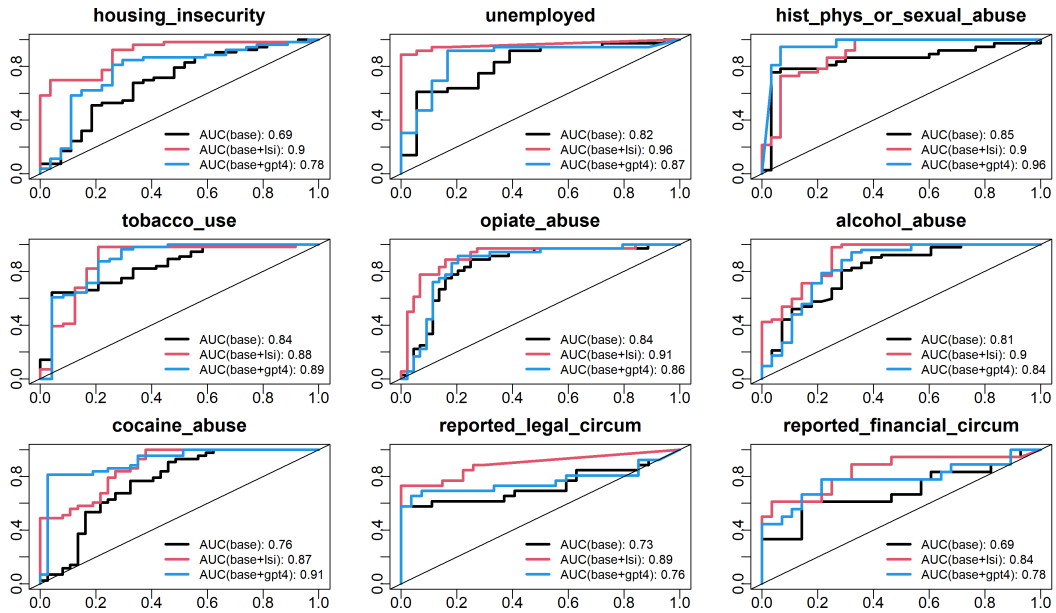 housing_insecurity
0.0 0.4 0.8
AUC(base): 0.69
AUC(base+lsi): 0.9
AUC(base+gpt4): 0.78
0.0 0.2 0.4 0.6 0.8 1.0
unemployed
0.0 0.4 0.8
AUC(base): 0.82
AUC(base+lsi): 0.96
AUC(base+gpt4): 0.87
0.0 0.2 0.4 0.6 0.8 1.0
hist_phys_or_sexual_abuse
0.0 0.4 0.8
AUC(base): 0.85
AUC(base+lsi): 0.9
AUC(base+gpt4): 0.96
0.0 0.2 0.4 0.6 0.8 1.0
tobacco_use
0.0 0.4 0.8
AUC(base): 0.84
AUC(base+lsi): 0.88
AUC(base+gpt4): 0.89
0.0 0.2 0.4 0.6 0.8 1.0
opiate_abuse
0.0 0.4 0.8
AUC(base): 0.84
AUC(base+lsi): 0.91
AUC(base+gpt4): 0.86
0.0 0.2 0.4 0.6 0.8 1.0
alcohol_abuse
0.0 0.4 0.8
AUC(base): 0.81
AUC(base+lsi): 0.9
AUC(base+gpt4): 0.84
0.0 0.2 0.4 0.6 0.8 1.0
cocaine_abuse
0.0 0.4 0.8
AUC(base): 0.76
AUC(base+lsi): 0.87
AUC(base+gpt4): 0.91
0.0 0.2 0.4 0.6 0.8 1.0
reported_legal_circum
0.0 0.4 0.8
AUC(base): 0.73
AUC(base+lsi): 0.89
AUC(base+gpt4): 0.76
0.0 0.2 0.4 0.6 0.8 1.0
reported_financial_circum
0.0 0.4 0.8
AUC(base): 0.69
AUC(base+lsi): 0.84
AUC(base+gpt4): 0.78
0.0 0.2 0.4 0.6 0.8 1.0